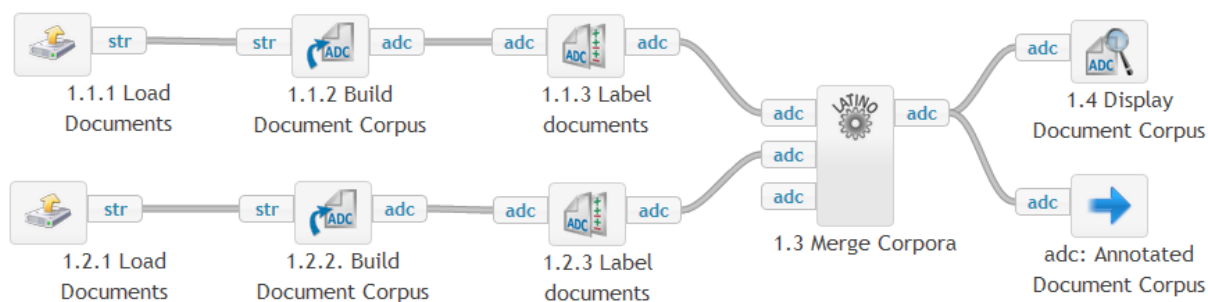 str
str
ADC
adc
adc
ADC
adc
1.1.1 Load
Documents
1.1.2 Build
Document Corpus
1.1.3 Label
documents
adc
adc
adc
LATINO
adc
1.3 Merge Corpora
adc
ADC
1.4 Display
Document Corpus
str
str
ADC
adc
adc
ADC
adc
1.2.1 Load
Documents
1.2.2. Build
Document Corpus
1.2.3 Label
documents
adc
adc: Annotated
Document Corpus